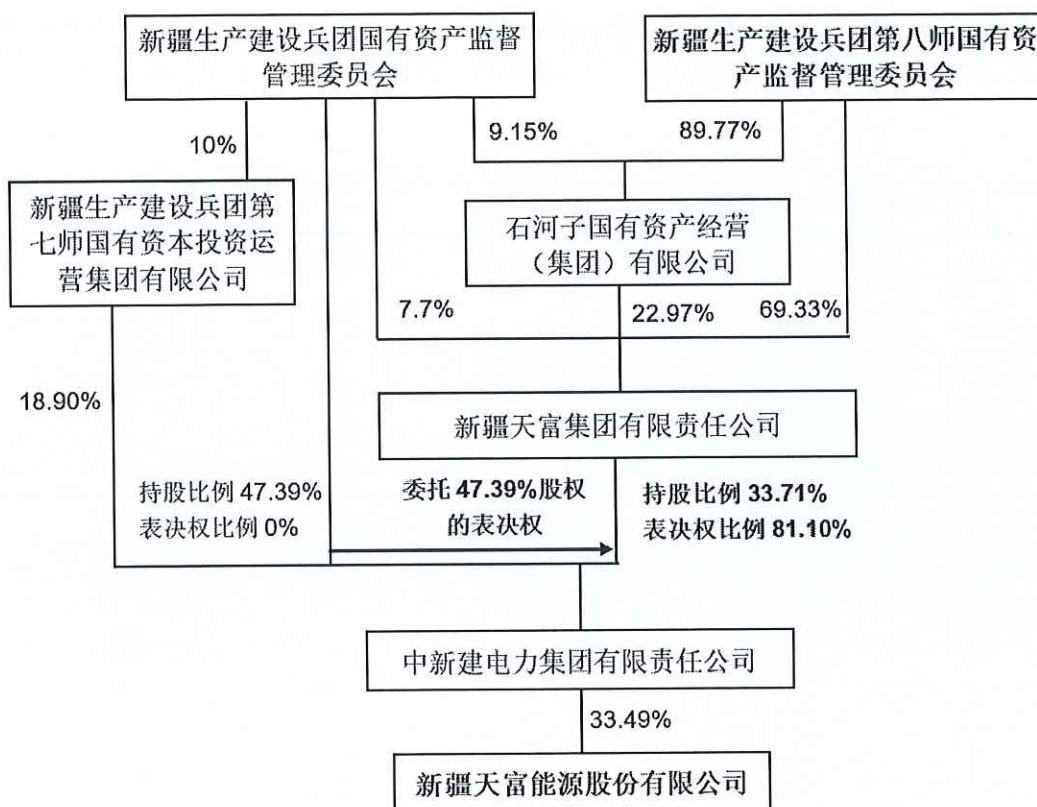 新疆生产建设兵团国有资产监督
管理委员会
新疆生产建设兵团第八师国有资
产监督管理委员会
10%
9.15%
89.77%
新疆生产建设兵团第
七师国有资本投资运
营集团有限公司
石河子国有资产经营
（集团）有限公司
7.7%
22.97%
69.33%
18.90%
新疆天富集团有限责任公司
持股比例 47.39%
表决权比例 0%
委托 47.39%股权
的表决权
持股比例 33.71%
表决权比例 81.10%
中新建电力集团有限责任公司
33.49%
新疆天富能源股份有限公司